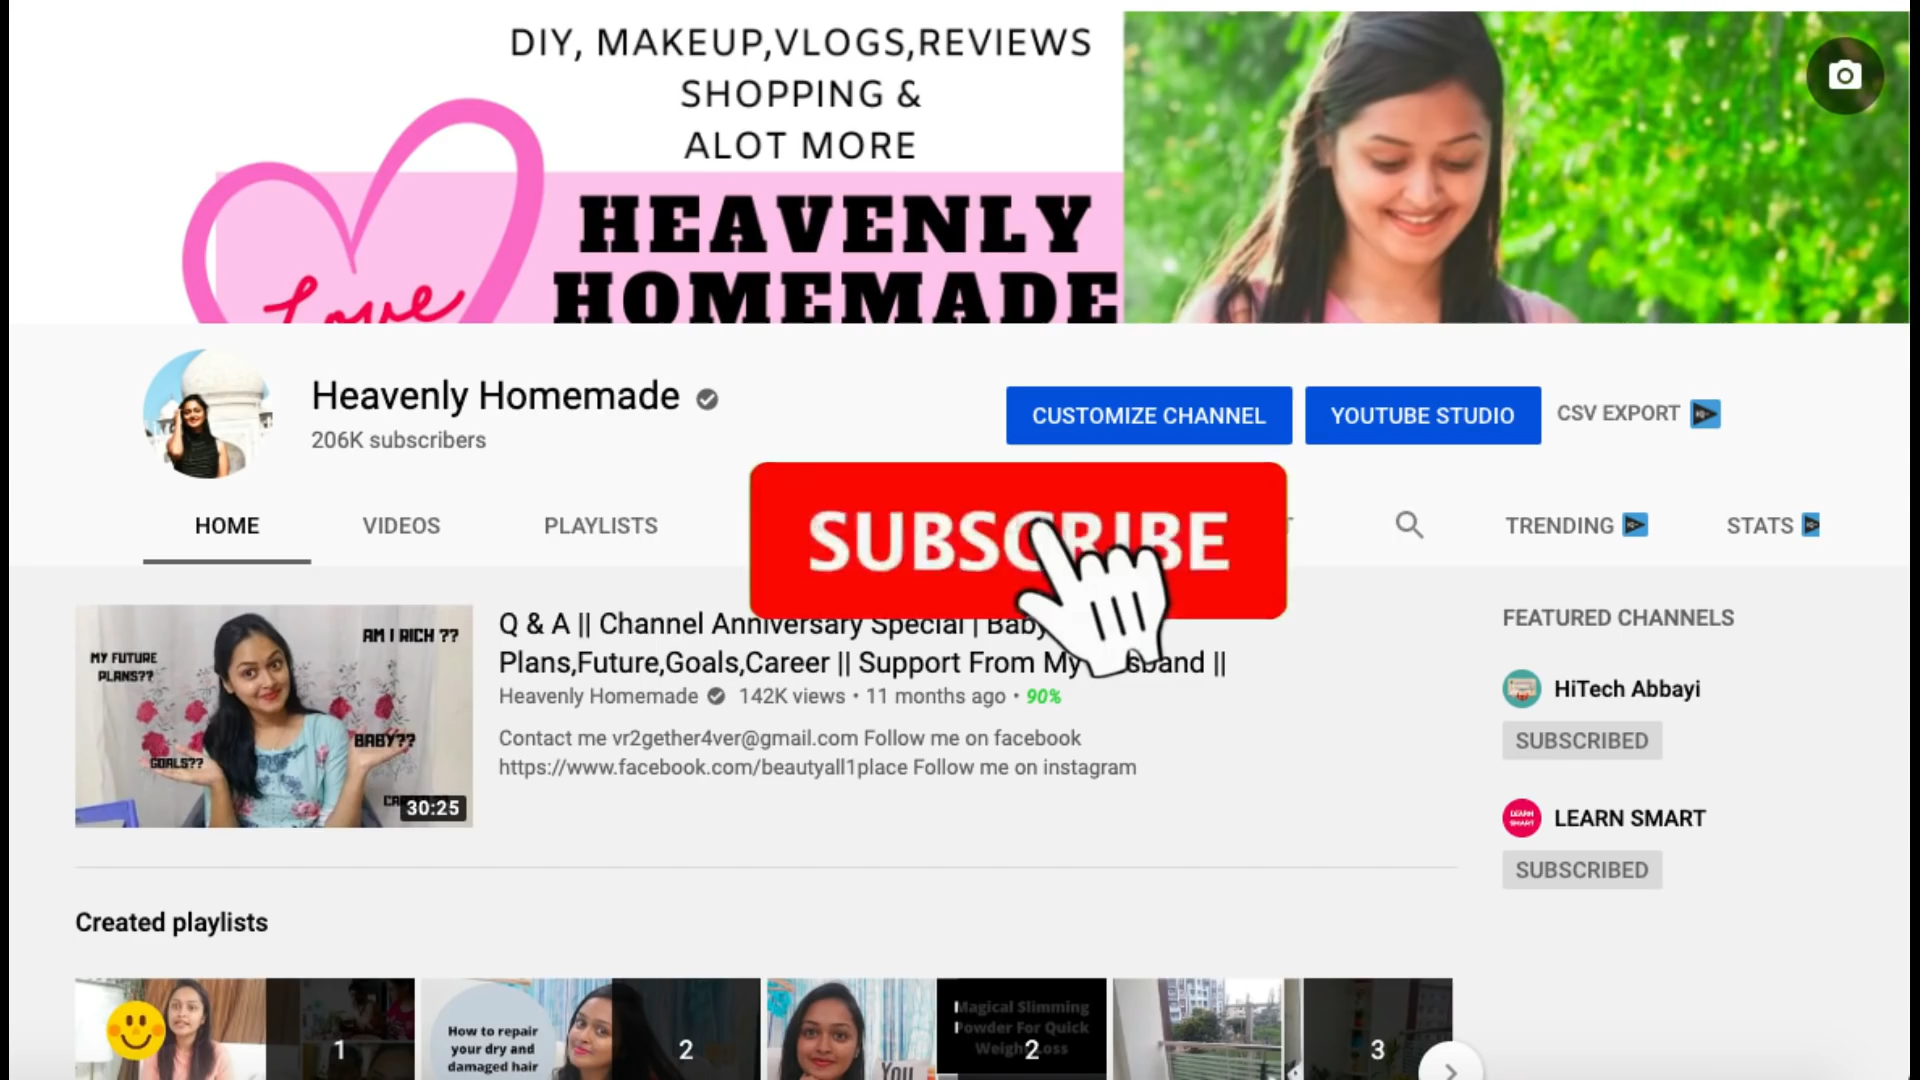 DIY, MAKEUP,VLOGS,REVIEWS
SHOPPING &
ALOT MORE
HEAVENLY
HOMEMADE
Love
Heavenly Homemade
206K subscribers
CUSTOMIZE CHANNEL
YOUTUBE STUDIO
CSV EXPORT
HOME
VIDEOS
PLAYLISTS
SUBSCRIBE
TRENDING
STATS
AM I RICH ??
MY FUTURE
PLANS??
BABY??
GOALS??
30:25
Q & A || Channel Anniversary Special | Baby
Plans,Future,Goals,Career || Support From My ||
Heavenly Homemade 142K views • 11 months ago • 90%
Contact me vr2gether4ver@gmail.com Follow me on facebook
https://www.facebook.com/beautyall1place Follow me on instagram
FEATURED CHANNELS
HiTech Abbayi
SUBSCRIBED
LEARN SMART
LEARN SMART
SUBSCRIBED
Created playlists
1
How to repair
your dry and
damaged hair
2
You
Magical Slimming
Powder For Quick
Weight Loss
2
3